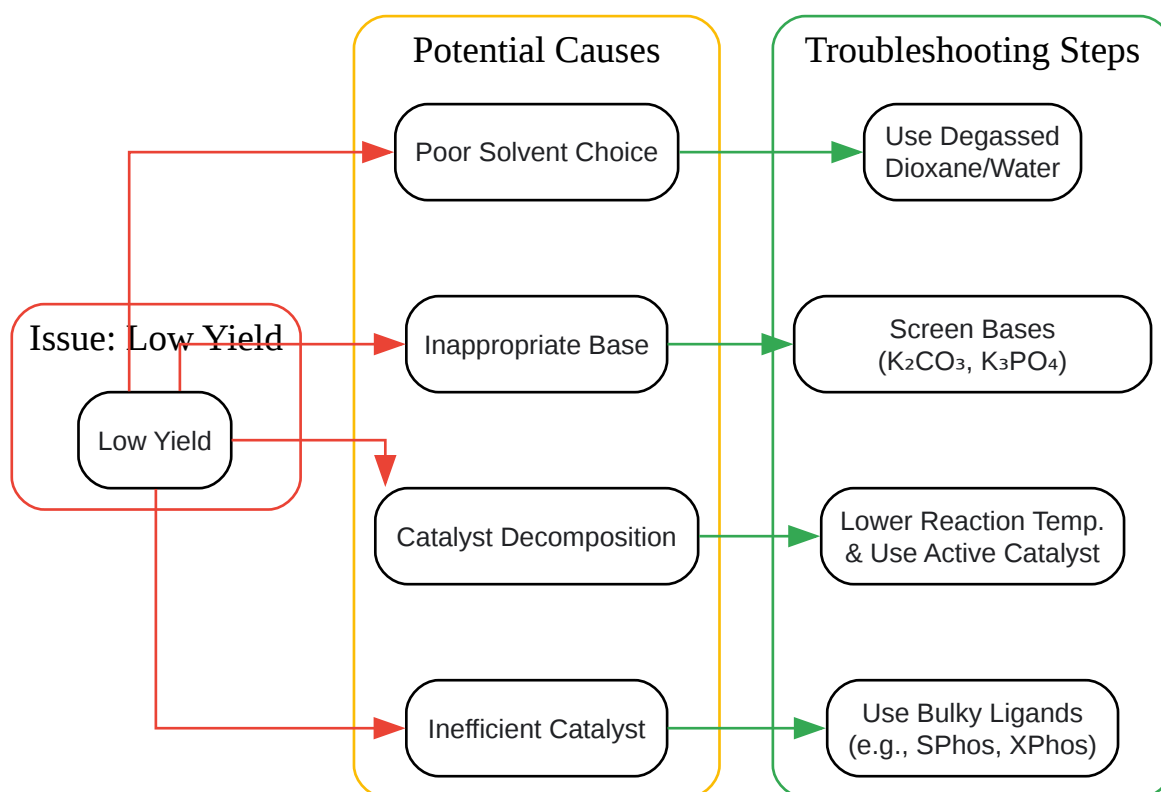 Potential Causes
Troubleshooting Steps
Poor Solvent Choice
Use Degassed
Dioxane/Water
Issue: Low Yield
Inappropriate Base
Screen Bases
(K₂CO₃, K₃PO₄)
Low Yield
Catalyst Decomposition
Lower Reaction Temp.
& Use Active Catalyst
Inefficient Catalyst
Use Bulky Ligands
(e.g., SPhos, XPhos)